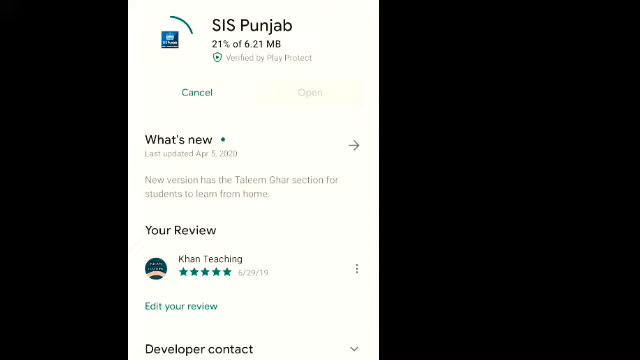 SIS Punjab
21% of 6.21 MB
Verified by Play Protect
Cancel
Open
What's new
Last updated Apr 5, 2020
New version has the Taleem Ghar section for
students to learn from home.
Your Review
Khan Teaching
6/29/19
Edit your review
Developer contact